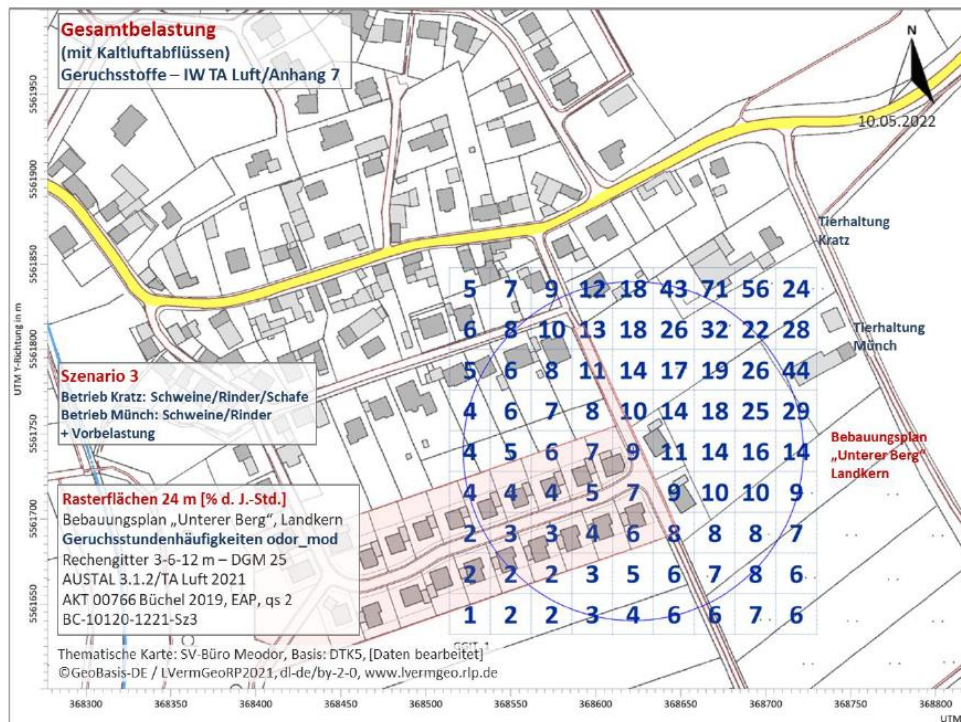 Gesamtbelastung
(mit Kaltluftabflüssen)
Geruchsstoffe – IW TA Luft/Anhang 7
N
10.05.2022
Tierhaltung
Kratz
Tierhaltung
Münch
Szenario 3
Betrieb Kratz: Schweine/Rinder/Schafe
Betrieb Münch: Schweine/Rinder
+ Vorbelastung
Bebauungsplan
„Unterer Berg“
Landkern
5 7 9 12 18 43 71 56 24
6 8 10 13 18 26 32 22 28
5 6 8 11 14 17 19 26 44
4 6 7 8 10 14 18 25 29
4 5 6 7 9 11 14 16 14
4 4 4 5 7 9 10 10 9
2 3 3 4 6 8 8 8 7
2 2 2 3 5 6 7 8 6
1 2 2 3 4 6 6 7 6
Rasterflächen 24 m [% d. J.-Std.]
Bebauungsplan „Unterer Berg“, Landkern
Geruchsstundenhäufigkeiten odor_mod
Rechengitter 3-6-12 m – DGM 25
AUSTAL 3.1.2/TA Luft 2021
AKT 00766 Büchel 2019, EAP, qs 2
BC-10120-1221-Sz3
Thematische Karte: SV-Büro Meodor, Basis: DTK5, [Daten bearbeitet]
©GeoBasis-DE / LVermGeoRP2021, dl-de/by-2-0, www.lvermgeo.rlp.de
UTM Y-Richtung in m
5561950
5561900
5561850
5561800
5561750
5561700
5561650
368300 368350 368400 368450 368500 368550 368600 368650 368700 368750 368800
UTM